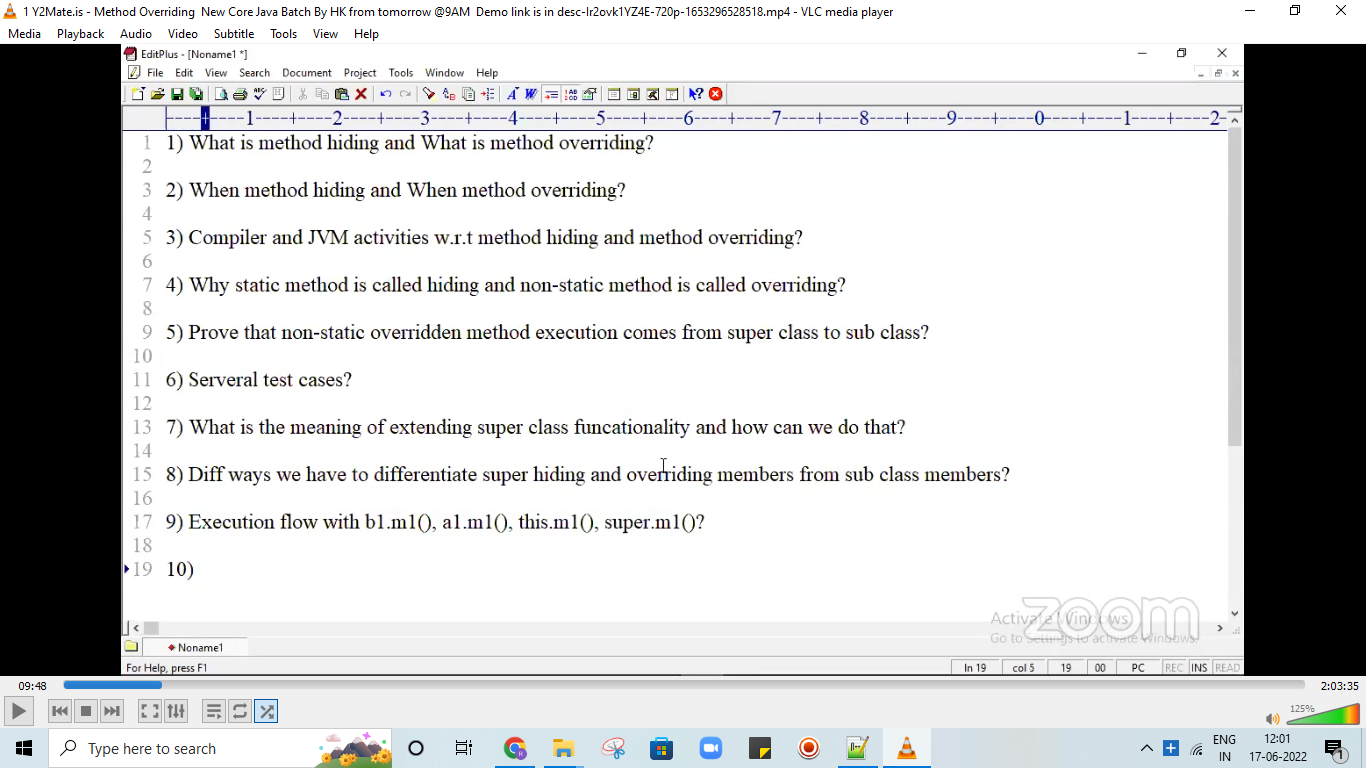 1 Y2Mate.is - Method Overriding  New Core Java Batch By HK from tomorrow @9AM  Demo link is in desc-Ir2ovk1YZ4E-720p-1653296528518.mp4 - VLC media player
Media Playback Audio Video Subtitle Tools View Help
EditPlus - [Noname1 *]
File Edit View Search Document Project Tools Window Help
----+----1----+----2----+----3----+----4----+----5----+----6----+----7----+----8----+----9----+----0----+----1----+----2-
1 1) What is method hiding and What is method overriding?
2
3 2) When method hiding and When method overriding?
4
5 3) Compiler and JVM activities w.r.t method hiding and method overriding?
6
7 4) Why static method is called hiding and non-static method is called overriding?
8
9 5) Prove that non-static overridden method execution comes from super class to sub class?
10
11 6) Serveral test cases?
12
13 7) What is the meaning of extending super class funcationality and how can we do that?
14
15 8) Diff ways we have to differentiate super hiding and overriding members from sub class members?
16
17 9) Execution flow with b1.m1(), a1.m1(), this.m1(), super.m1()?
18
19 10)
zoom
Activate Windows
Go to Settings to activate Windows.
Noname1
For Help, press F1 ln 19 col 5 19 00 PC REC INS READ
09:48 2:03:35
125%
Type here to search
ENG
IN
12:01
17-06-2022
1